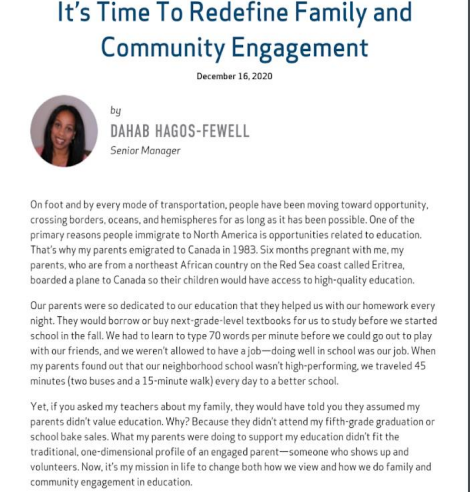 It's Time To Redefine Family and
Community Engagement
December 16, 2020
by
DAHAB HAGOS-FEWELL
Senior Manager
On foot and by every mode of transportation, people have been moving toward opportunity,
crossing borders, oceans, and hemispheres for as long as it has been possible. One of the
primary reasons people immigrate to North America is opportunities related to education.
That's why my parents emigrated to Canada in 1983. Six months pregnant with me, my
parents, who are from a northeast African country on the Red Sea coast called Eritrea,
boarded a plane to Canada so their children would have access to high-quality education.
Our parents were so dedicated to our education that they helped us with our homework every
night. They would borrow or buy next-grade-level textbooks for us to study before we started
school in the fall. We had to learn to type 70 words per minute before we could go out to play
with our friends, and we weren't allowed to have a job—doing well in school was our job. When
my parents found out that our neighborhood school wasn't high-performing, we traveled 45
minutes (two buses and a 15-minute walk) every day to a better school.
Yet, if you asked my teachers about my family, they would have told you they assumed my
parents didn't value education. Why? Because they didn't attend my fifth-grade graduation or
school bake sales. What my parents were doing to support my education didn't fit the
traditional, one-dimensional profile of an engaged parent—someone who shows up and
volunteers. Now, it's my mission in life to change both how we view and how we do family and
community engagement in education.